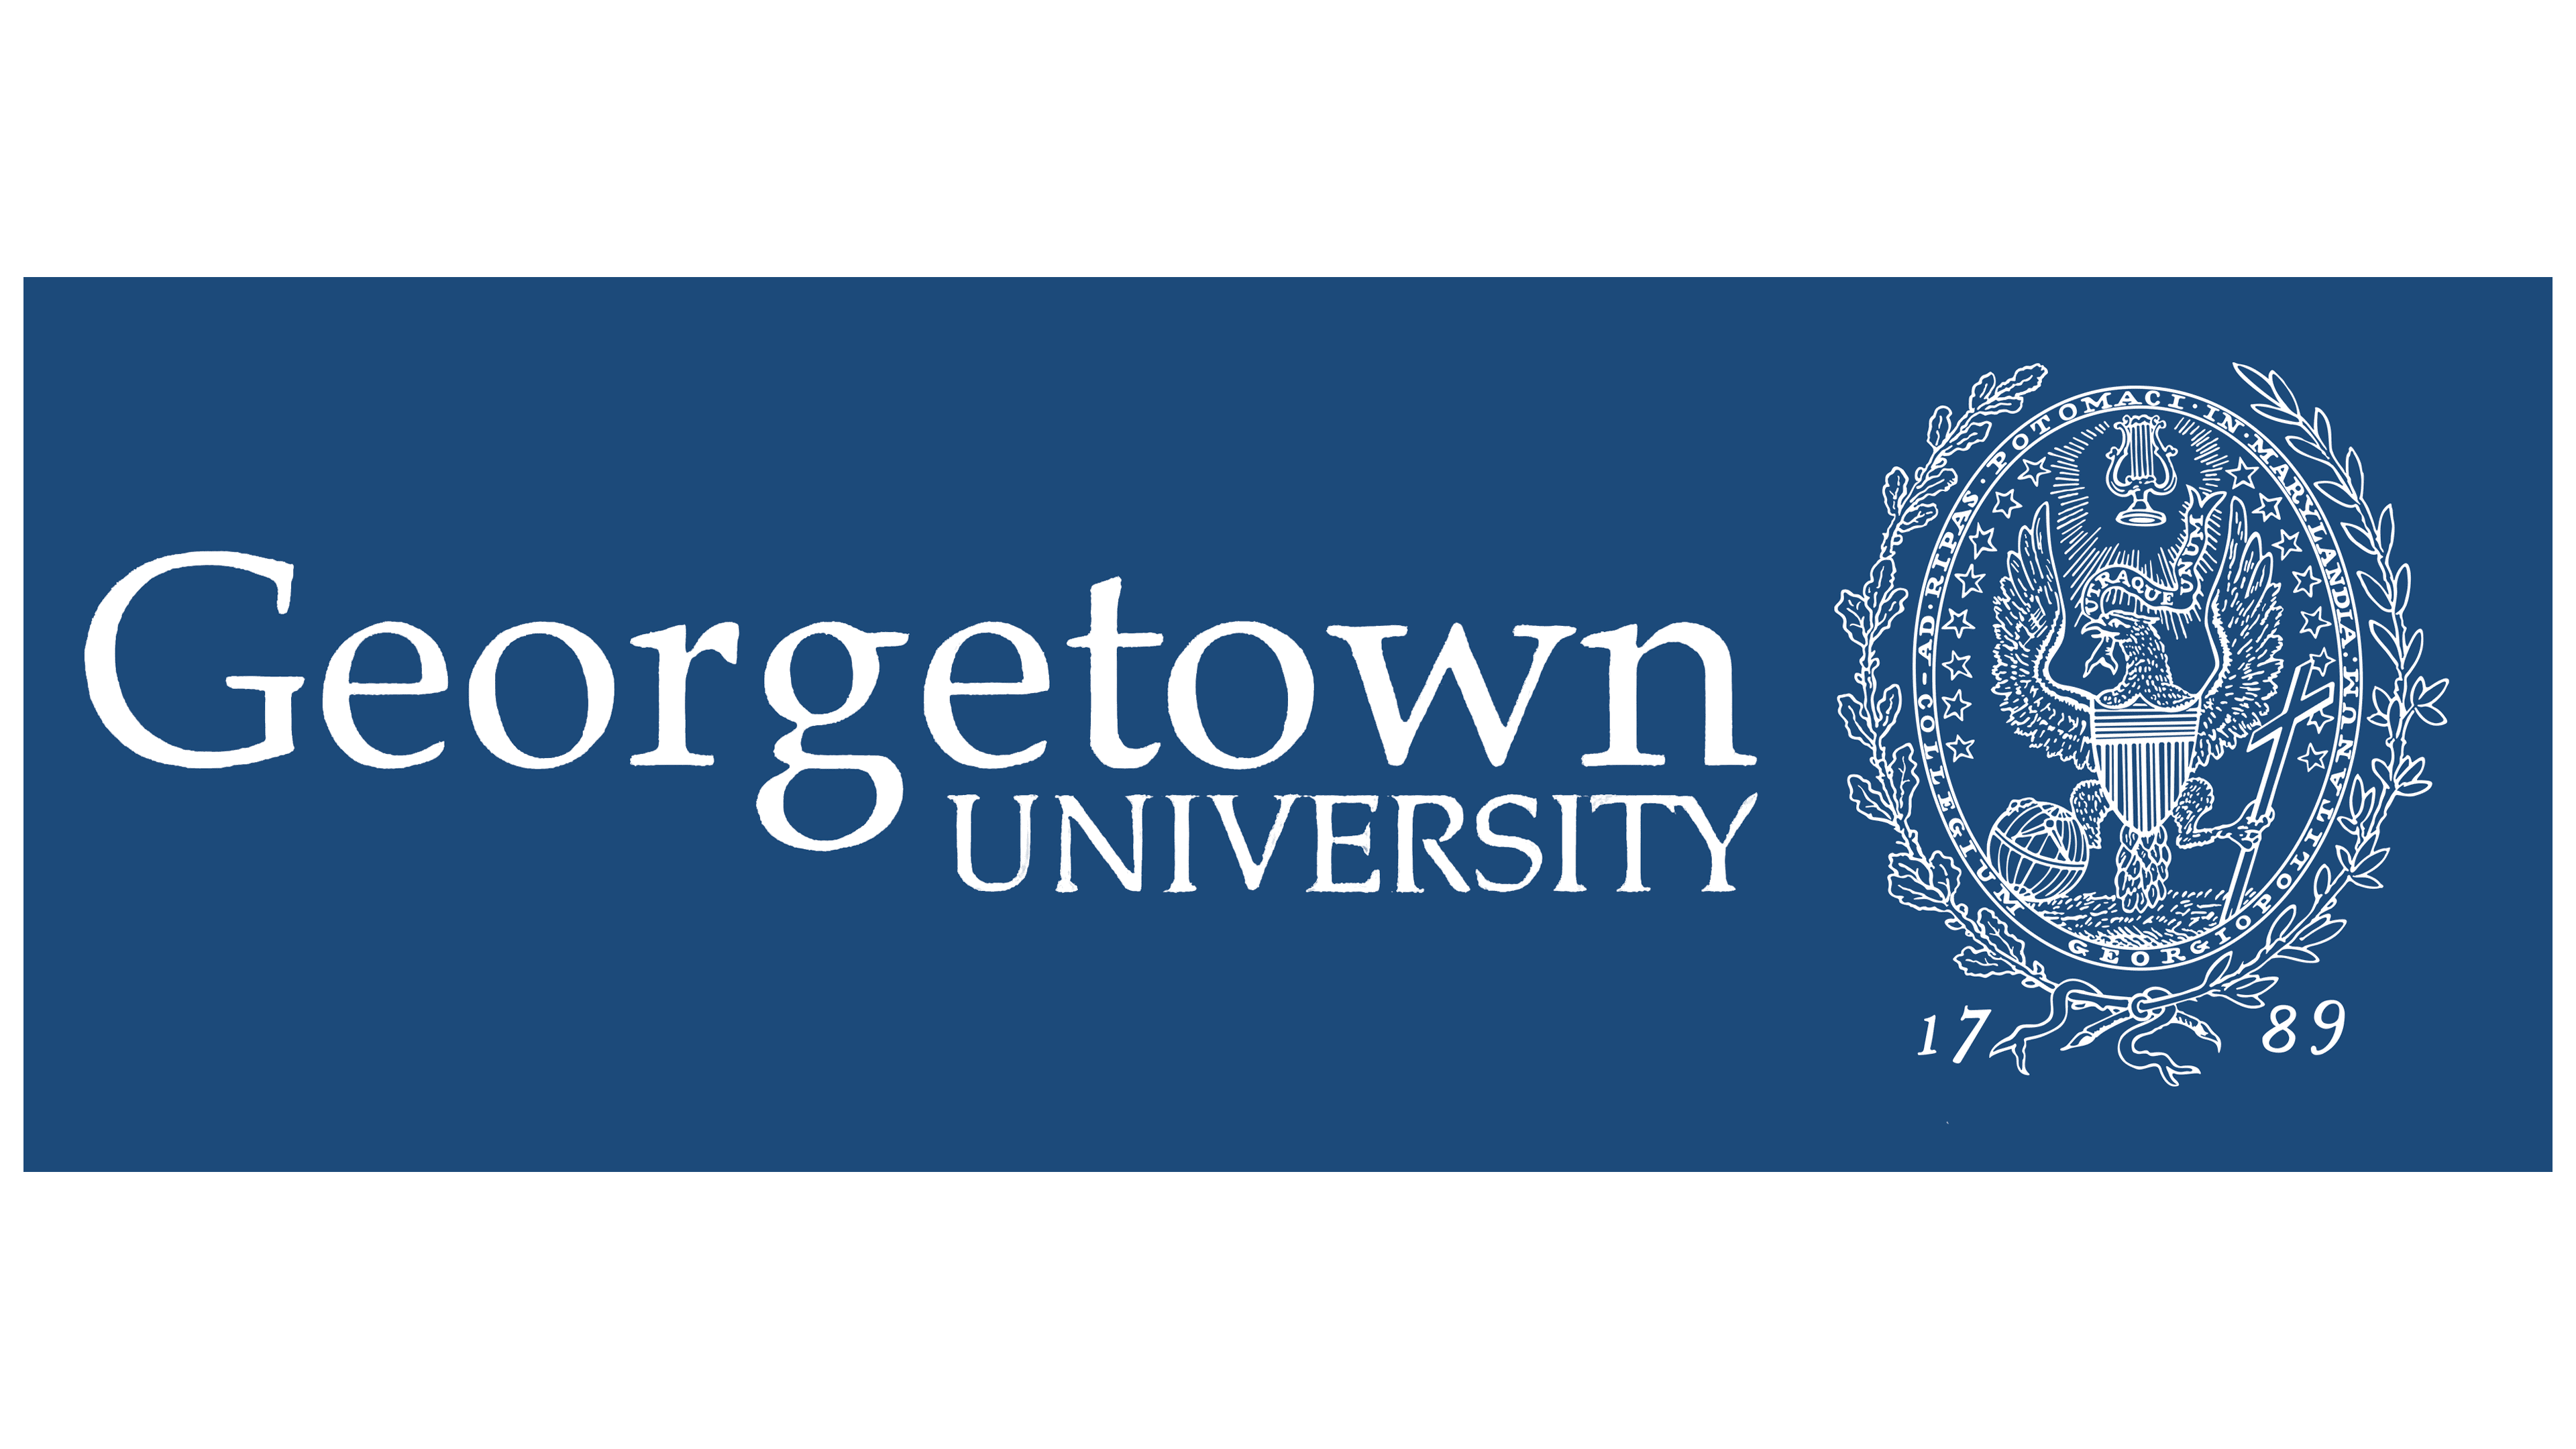 Georgetown
UNIVERSITY
COLLEGIUM · GEORGIOPOLITANUM · AD · RIPAS · POTOMACI · IN · MARYLANDIA ·
UTRAQUE UNUM
17 89